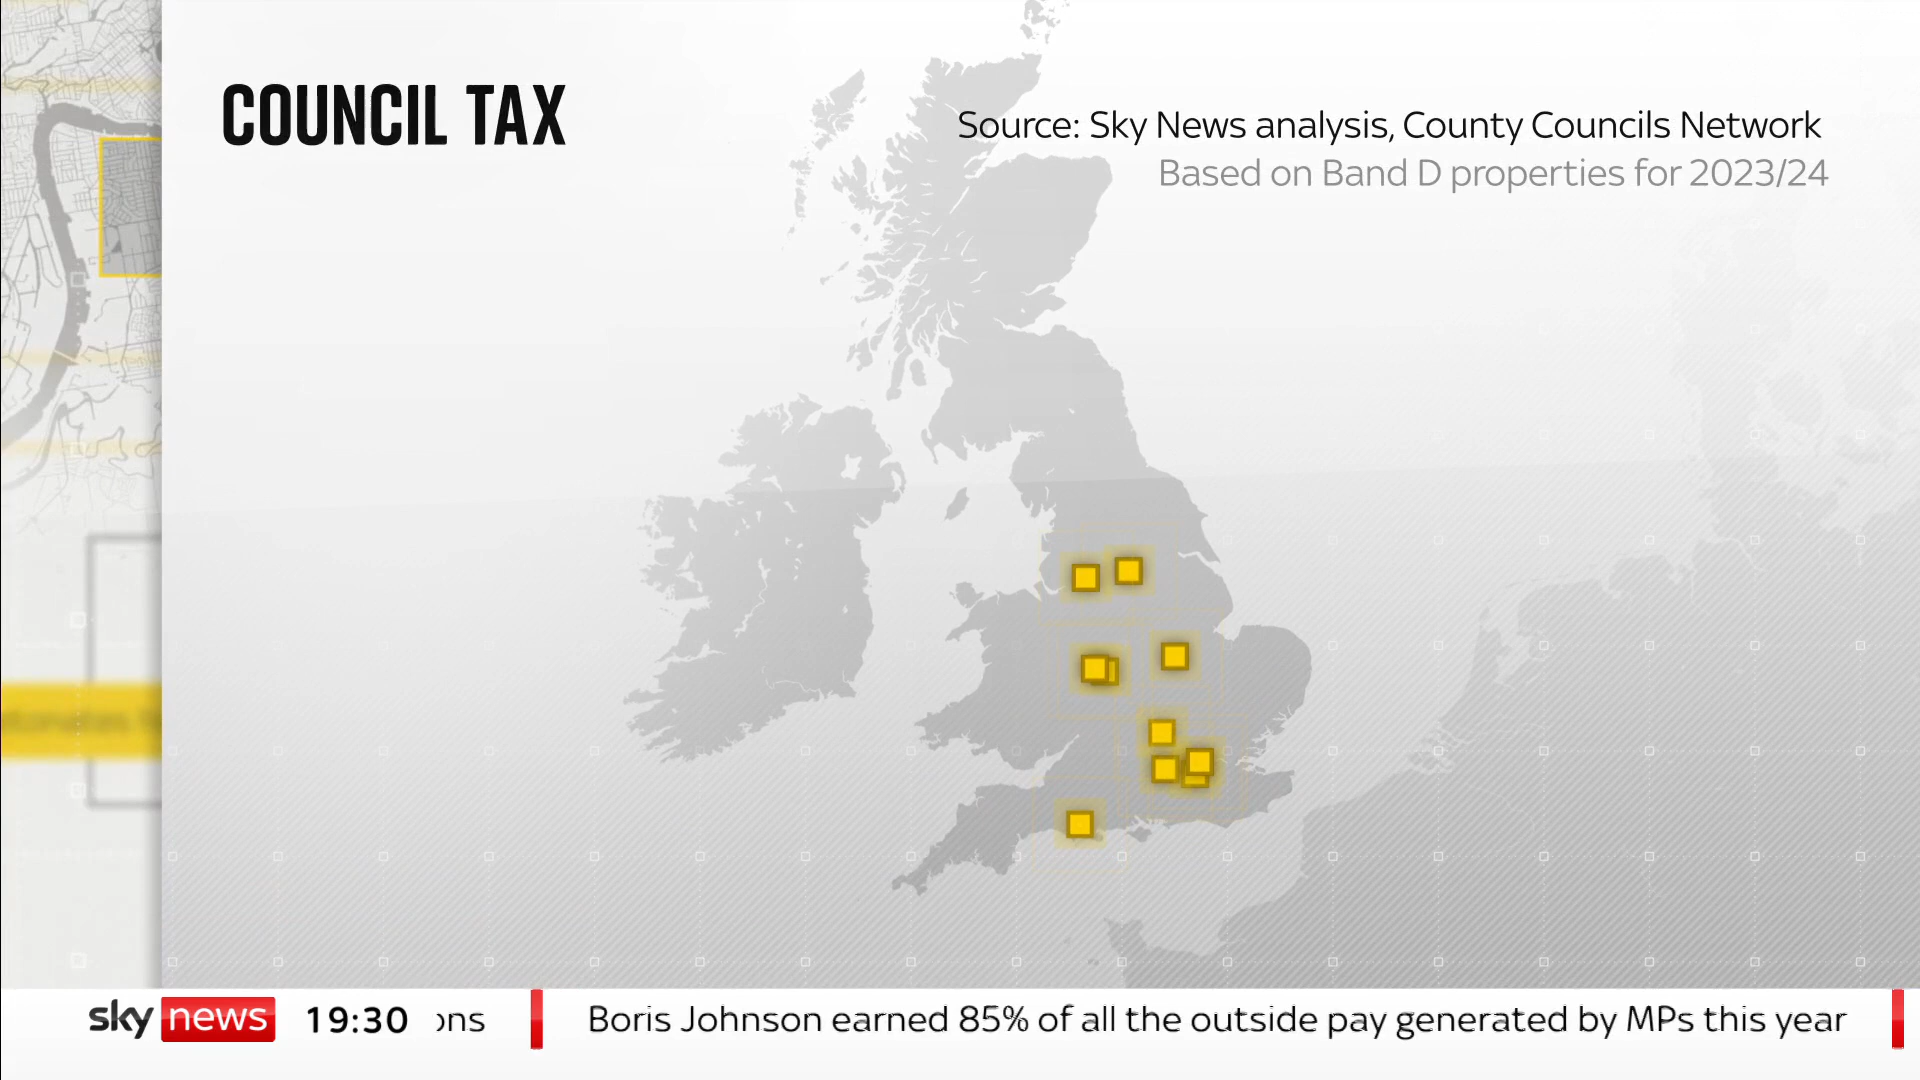 COUNCIL TAX
Source: Sky News analysis, County Councils Network
Based on Band D properties for 2023/24
sky news 19:30 ons Boris Johnson earned 85% of all the outside pay generated by MPs this year